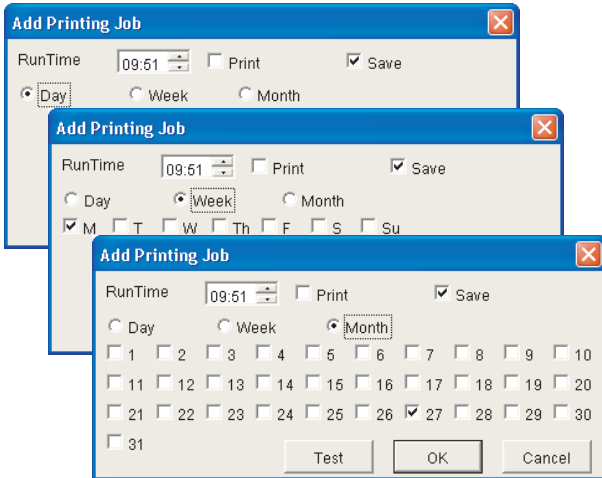 Add Printing Job
RunTime 09:51 Print Save
Day Week Month
Add Printing Job
RunTime 09:51 Print Save
Day Week Month
M T W Th F S Su
Add Printing Job
RunTime 09:51 Print Save
Day Week Month
1 2 3 4 5 6 7 8 9 10
11 12 13 14 15 16 17 18 19 20
21 22 23 24 25 26 27 28 29 30
31
Test OK Cancel